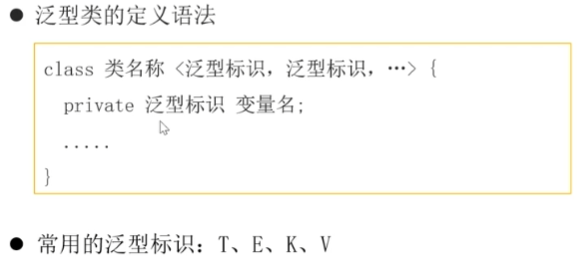 ● 泛型类的定义语法
class 类名称 <泛型标识，泛型标识，…> {
private 泛型标识 变量名;
.....
}
● 常用的泛型标识：T、E、K、V